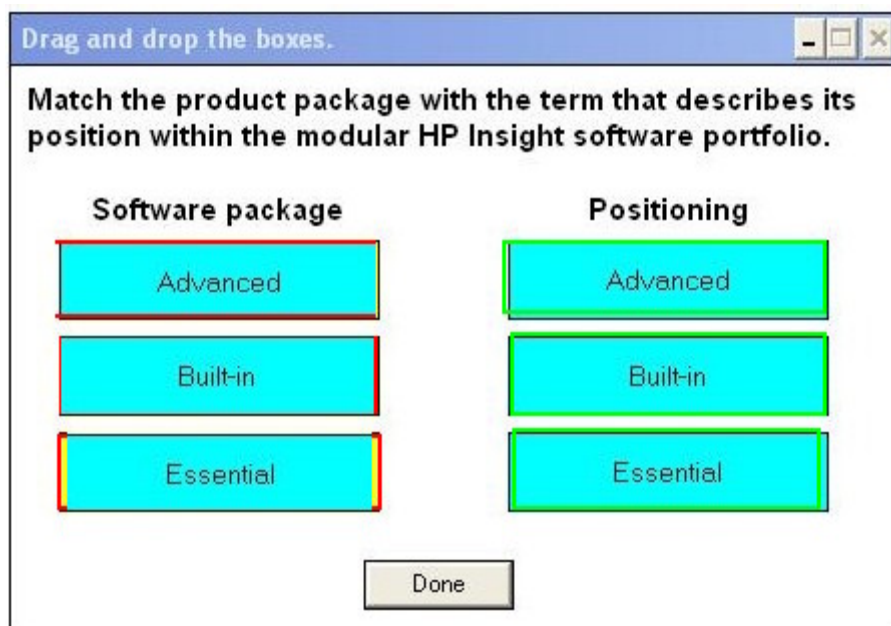 Drag and drop the boxes.
Match the product package with the term that describes its
position within the modular HP Insight software portfolio.
Software package
Positioning
Advanced
Advanced
Built-in
Built-in
Essential
Essential
Done